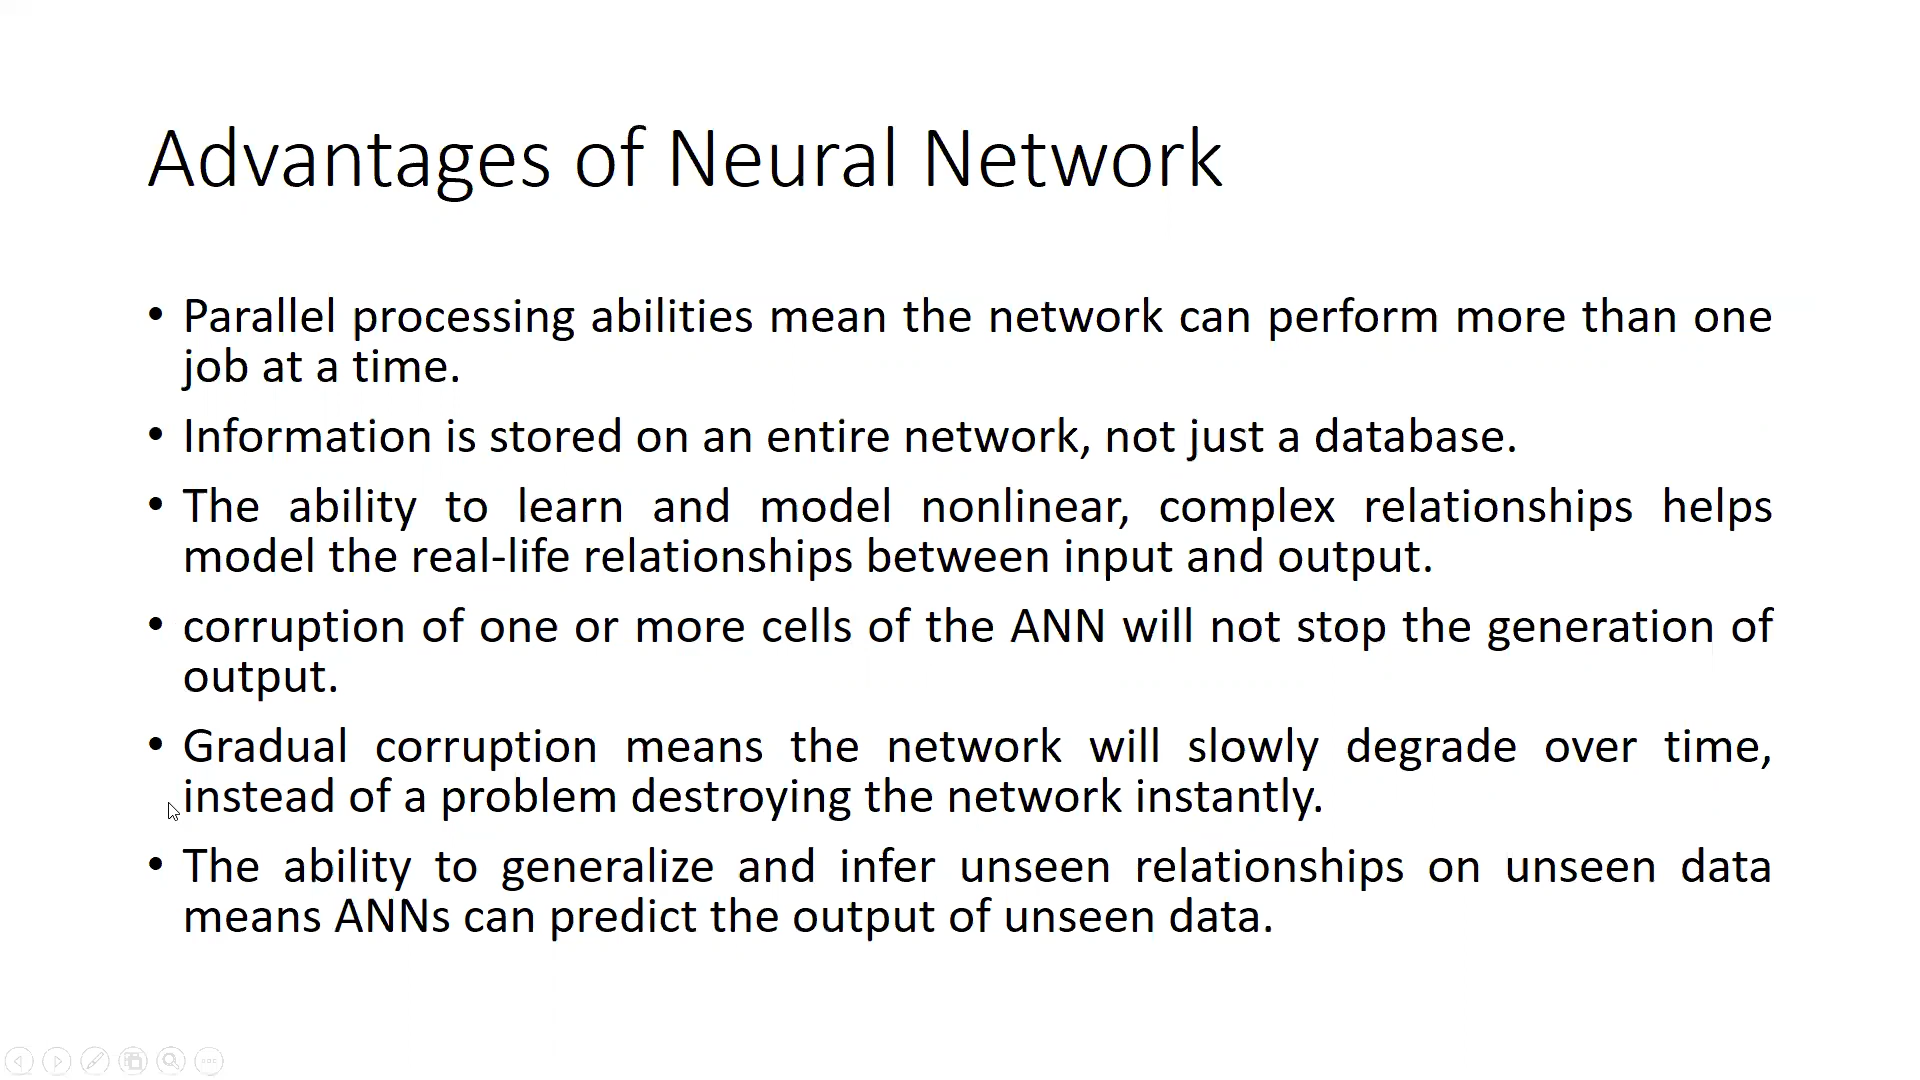 Advantages of Neural Network
• Parallel processing abilities mean the network can perform more than one
job at a time.
• Information is stored on an entire network, not just a database.
• The ability to learn and model nonlinear, complex relationships helps
model the real-life relationships between input and output.
• corruption of one or more cells of the ANN will not stop the generation of
output.
• Gradual corruption means the network will slowly degrade over time,
instead of a problem destroying the network instantly.
• The ability to generalize and infer unseen relationships on unseen data
means ANNs can predict the output of unseen data.